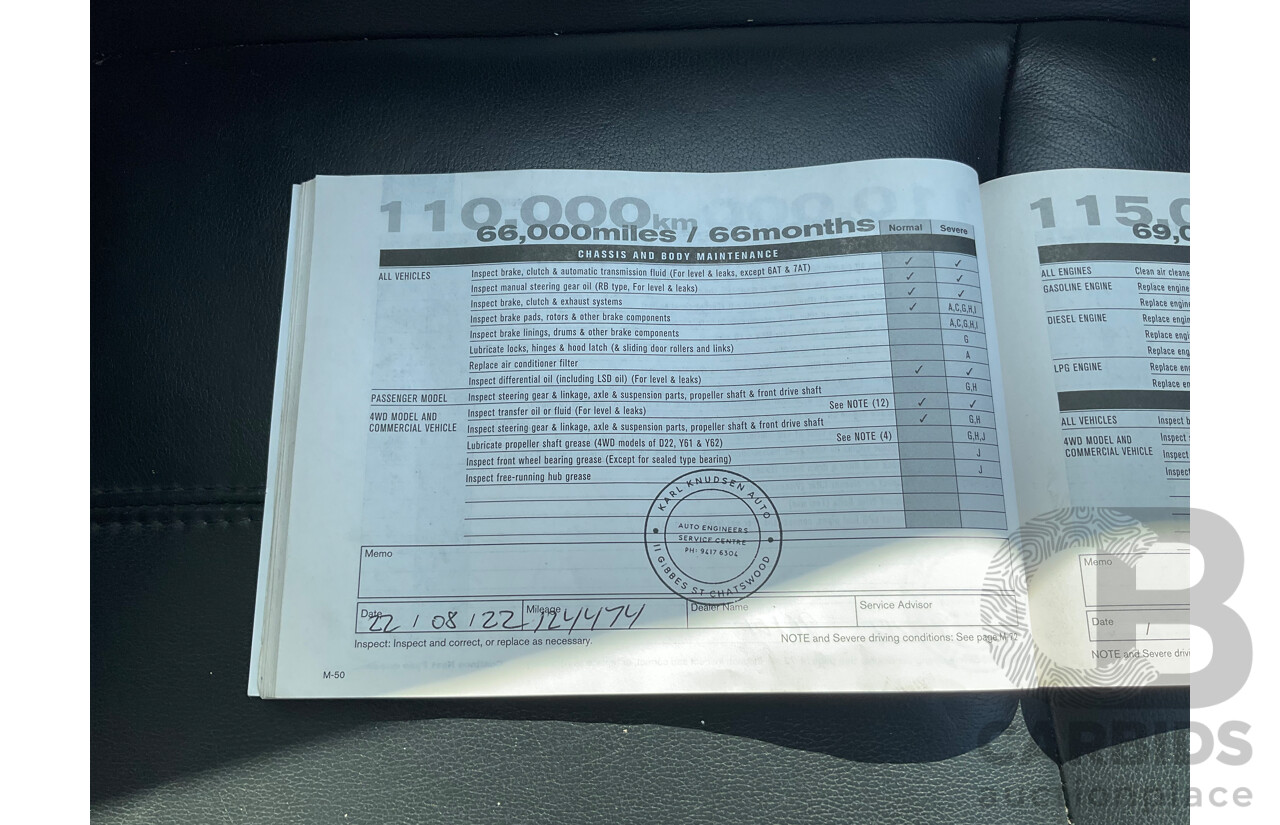 110,000km
66,000miles / 66months
Normal Severe
CHASSIS AND BODY MAINTENANCE
ALL VEHICLES Inspect brake, clutch & automatic transmission fluid (For level & leaks, except 6AT & 7AT) ✓ ✓
Inspect manual steering gear oil (RB type, For level & leaks) ✓ ✓
Inspect brake, clutch & exhaust systems ✓ ✓
Inspect brake pads, rotors & other brake components ✓ A,C,G,H,I
Inspect brake linings, drums & other brake components A,C,G,H,I
Lubricate locks, hinges & hood latch (& sliding door rollers and links) G
Replace air conditioner filter A
Inspect differential oil (including LSD oil) (For level & leaks) ✓ ✓
PASSENGER MODEL Inspect steering gear & linkage, axle & suspension parts, propeller shaft & front drive shaft G,H
4WD MODEL AND COMMERCIAL VEHICLE Inspect transfer oil or fluid (For level & leaks) See NOTE (12) ✓ ✓
Inspect steering gear & linkage, axle & suspension parts, propeller shaft & front drive shaft ✓ G,H
Lubricate propeller shaft grease (4WD models of D22, Y61 & Y62) See NOTE (4) G,H,J
Inspect front wheel bearing grease (Except for sealed type bearing) J
Inspect free-running hub grease J
KARL KNUDSEN AUTO
AUTO ENGINEERS
SERVICE CENTRE
PH: 9417 6304
11 GIBBES ST CHATSWOOD
Memo
Date 22/08/22 Mileage 124474 Dealer Name Service Advisor
Inspect: Inspect and correct, or replace as necessary.
NOTE and Severe driving conditions: See page M-72
M-50
115,0
69,0
ALL ENGINES Clean air cleane
GASOLINE ENGINE Replace engine
Replace engin
DIESEL ENGINE Replace engi
Replace engi
Replace eng
LPG ENGINE Replace en
Replace e
ALL VEHICLES Inspect b
4WD MODEL AND COMMERCIAL VEHICLE Inspect
Inspect
Inspect
Memo
Date /
NOTE and Severe driv
B
CARBIDS
auctionplace